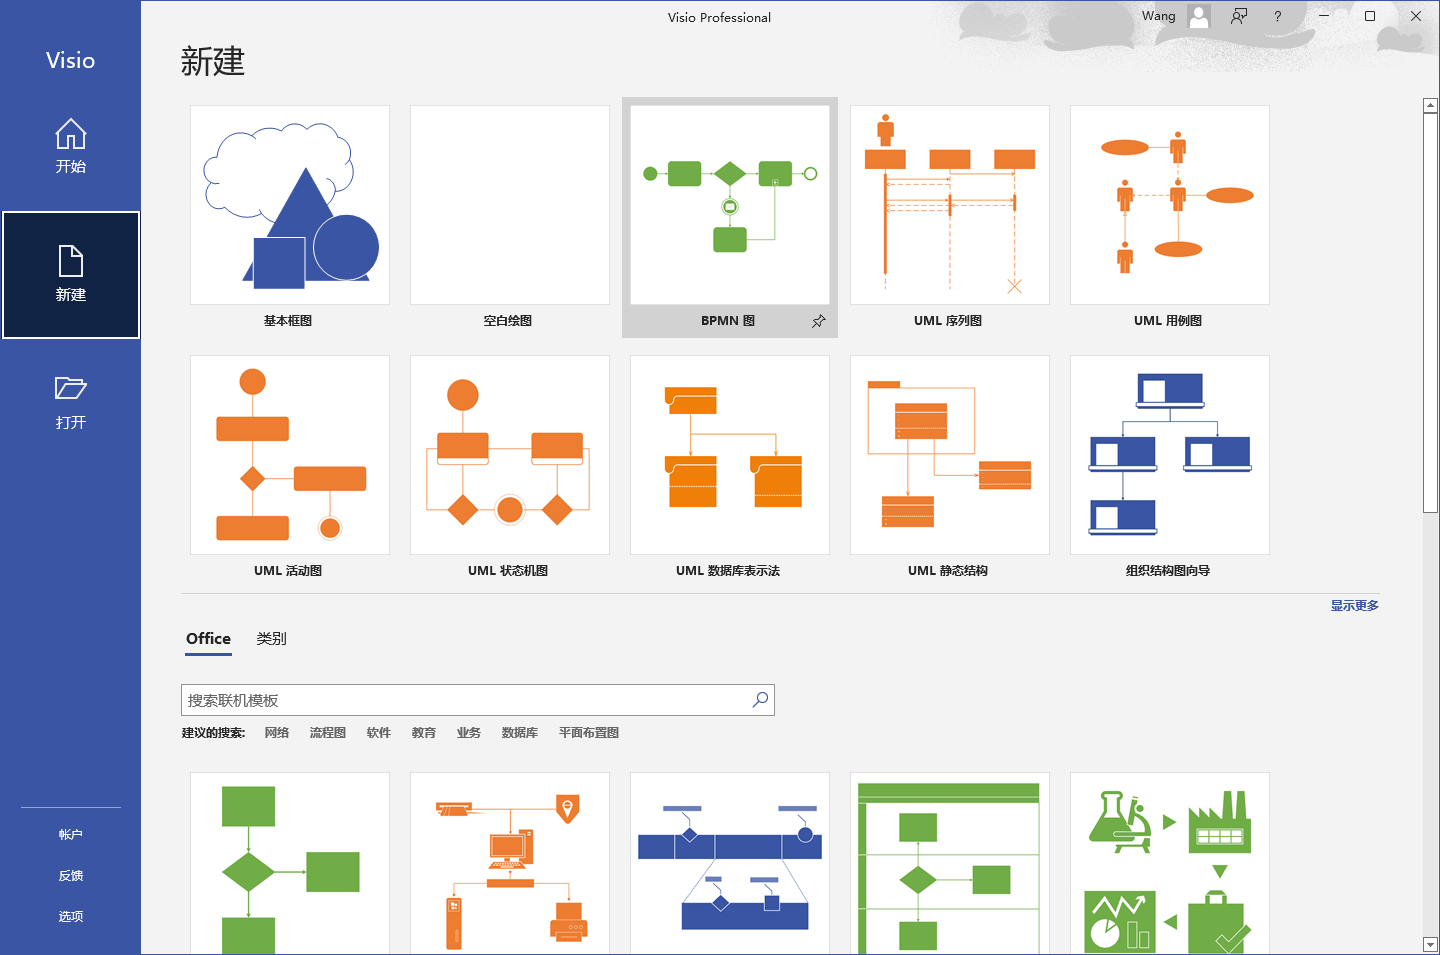 Visio Professional
Wang
?
Visio
开始
新建
打开
帐户
反馈
选项
新建
基本框图
空白绘图
BPMN 图
UML 序列图
UML 用例图
UML 活动图
UML 状态机图
UML 数据库表示法
UML 静态结构
组织结构图向导
显示更多
Office 类别
搜索联机模板
建议的搜索: 网络 流程图 软件 教育 业务 数据库 平面布置图